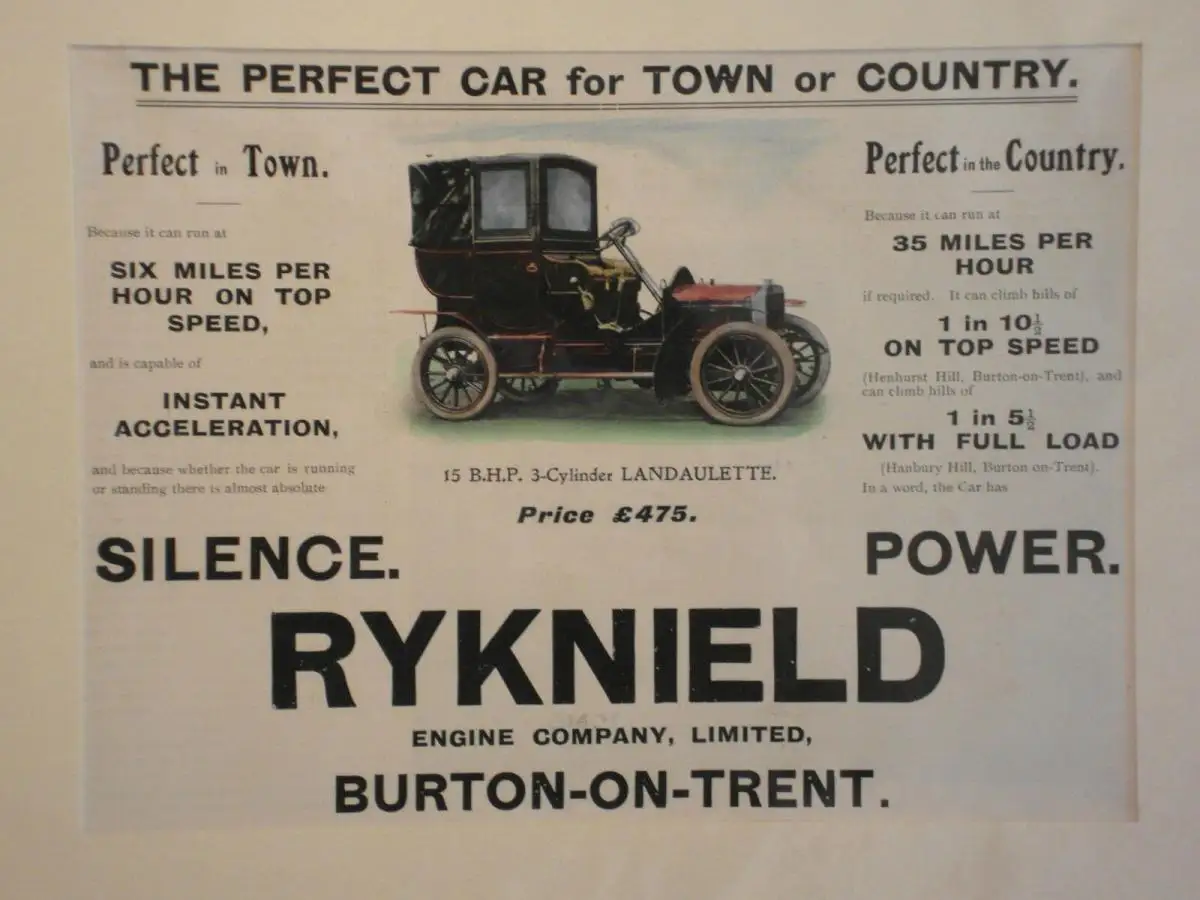 THE PERFECT CAR for TOWN or COUNTRY.
Perfect in Town.
Because it can run at
SIX MILES PER
HOUR ON TOP
SPEED,
and is capable of
INSTANT
ACCELERATION,
and because whether the car is running
or standing there is almost absolute
SILENCE.
15 B.H.P. 3-Cylinder LANDAULETTE.
Price £475.
Perfect in the Country.
Because it can run at
35 MILES PER
HOUR
if required. It can climb hills of
1 in 10½
ON TOP SPEED
(Henhurst Hill, Burton-on-Trent), and
can climb hills of
1 in 5½
WITH FULL LOAD
(Hanbury Hill, Burton on-Trent).
In a word, the Car has
POWER.
RYKNIELD
ENGINE COMPANY, LIMITED,
BURTON-ON-TRENT.